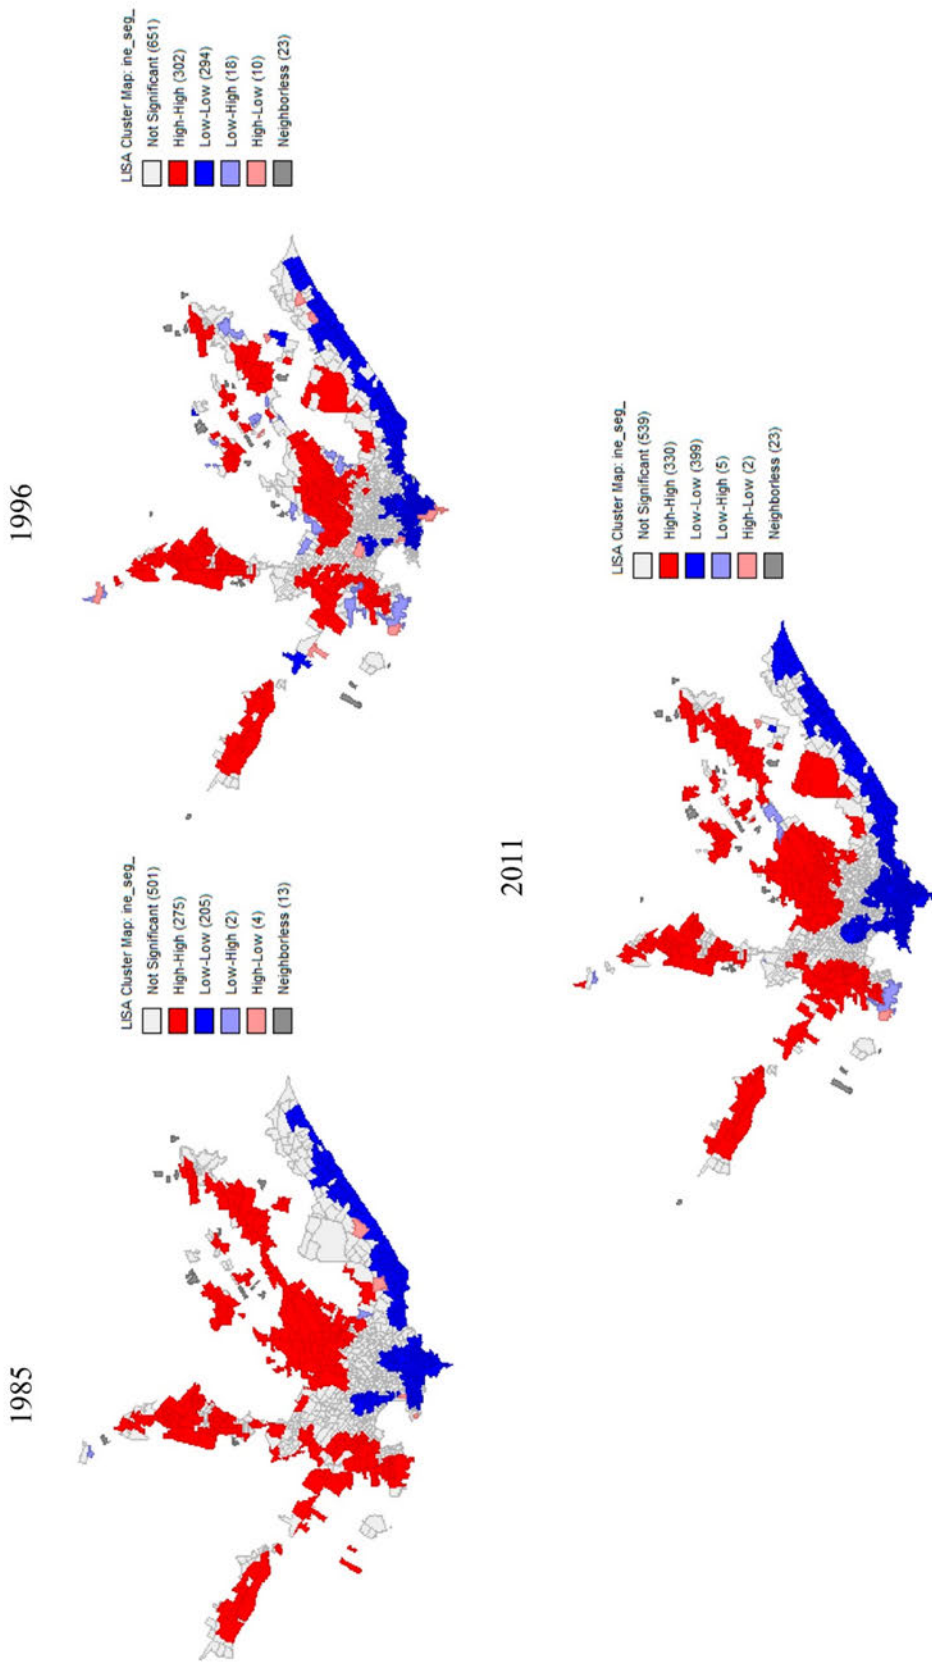 1985
LISA Cluster Map: ine_seg_
Not Significant (501)
High-High (275)
Low-Low (205)
Low-High (2)
High-Low (4)
Neighborless (13)
1996
LISA Cluster Map: ine_seg_
Not Significant (651)
High-High (302)
Low-Low (294)
Low-High (18)
High-Low (10)
Neighborless (23)
2011
LISA Cluster Map: ine_seg_
Not Significant (539)
High-High (330)
Low-Low (399)
Low-High (5)
High-Low (2)
Neighborless (23)